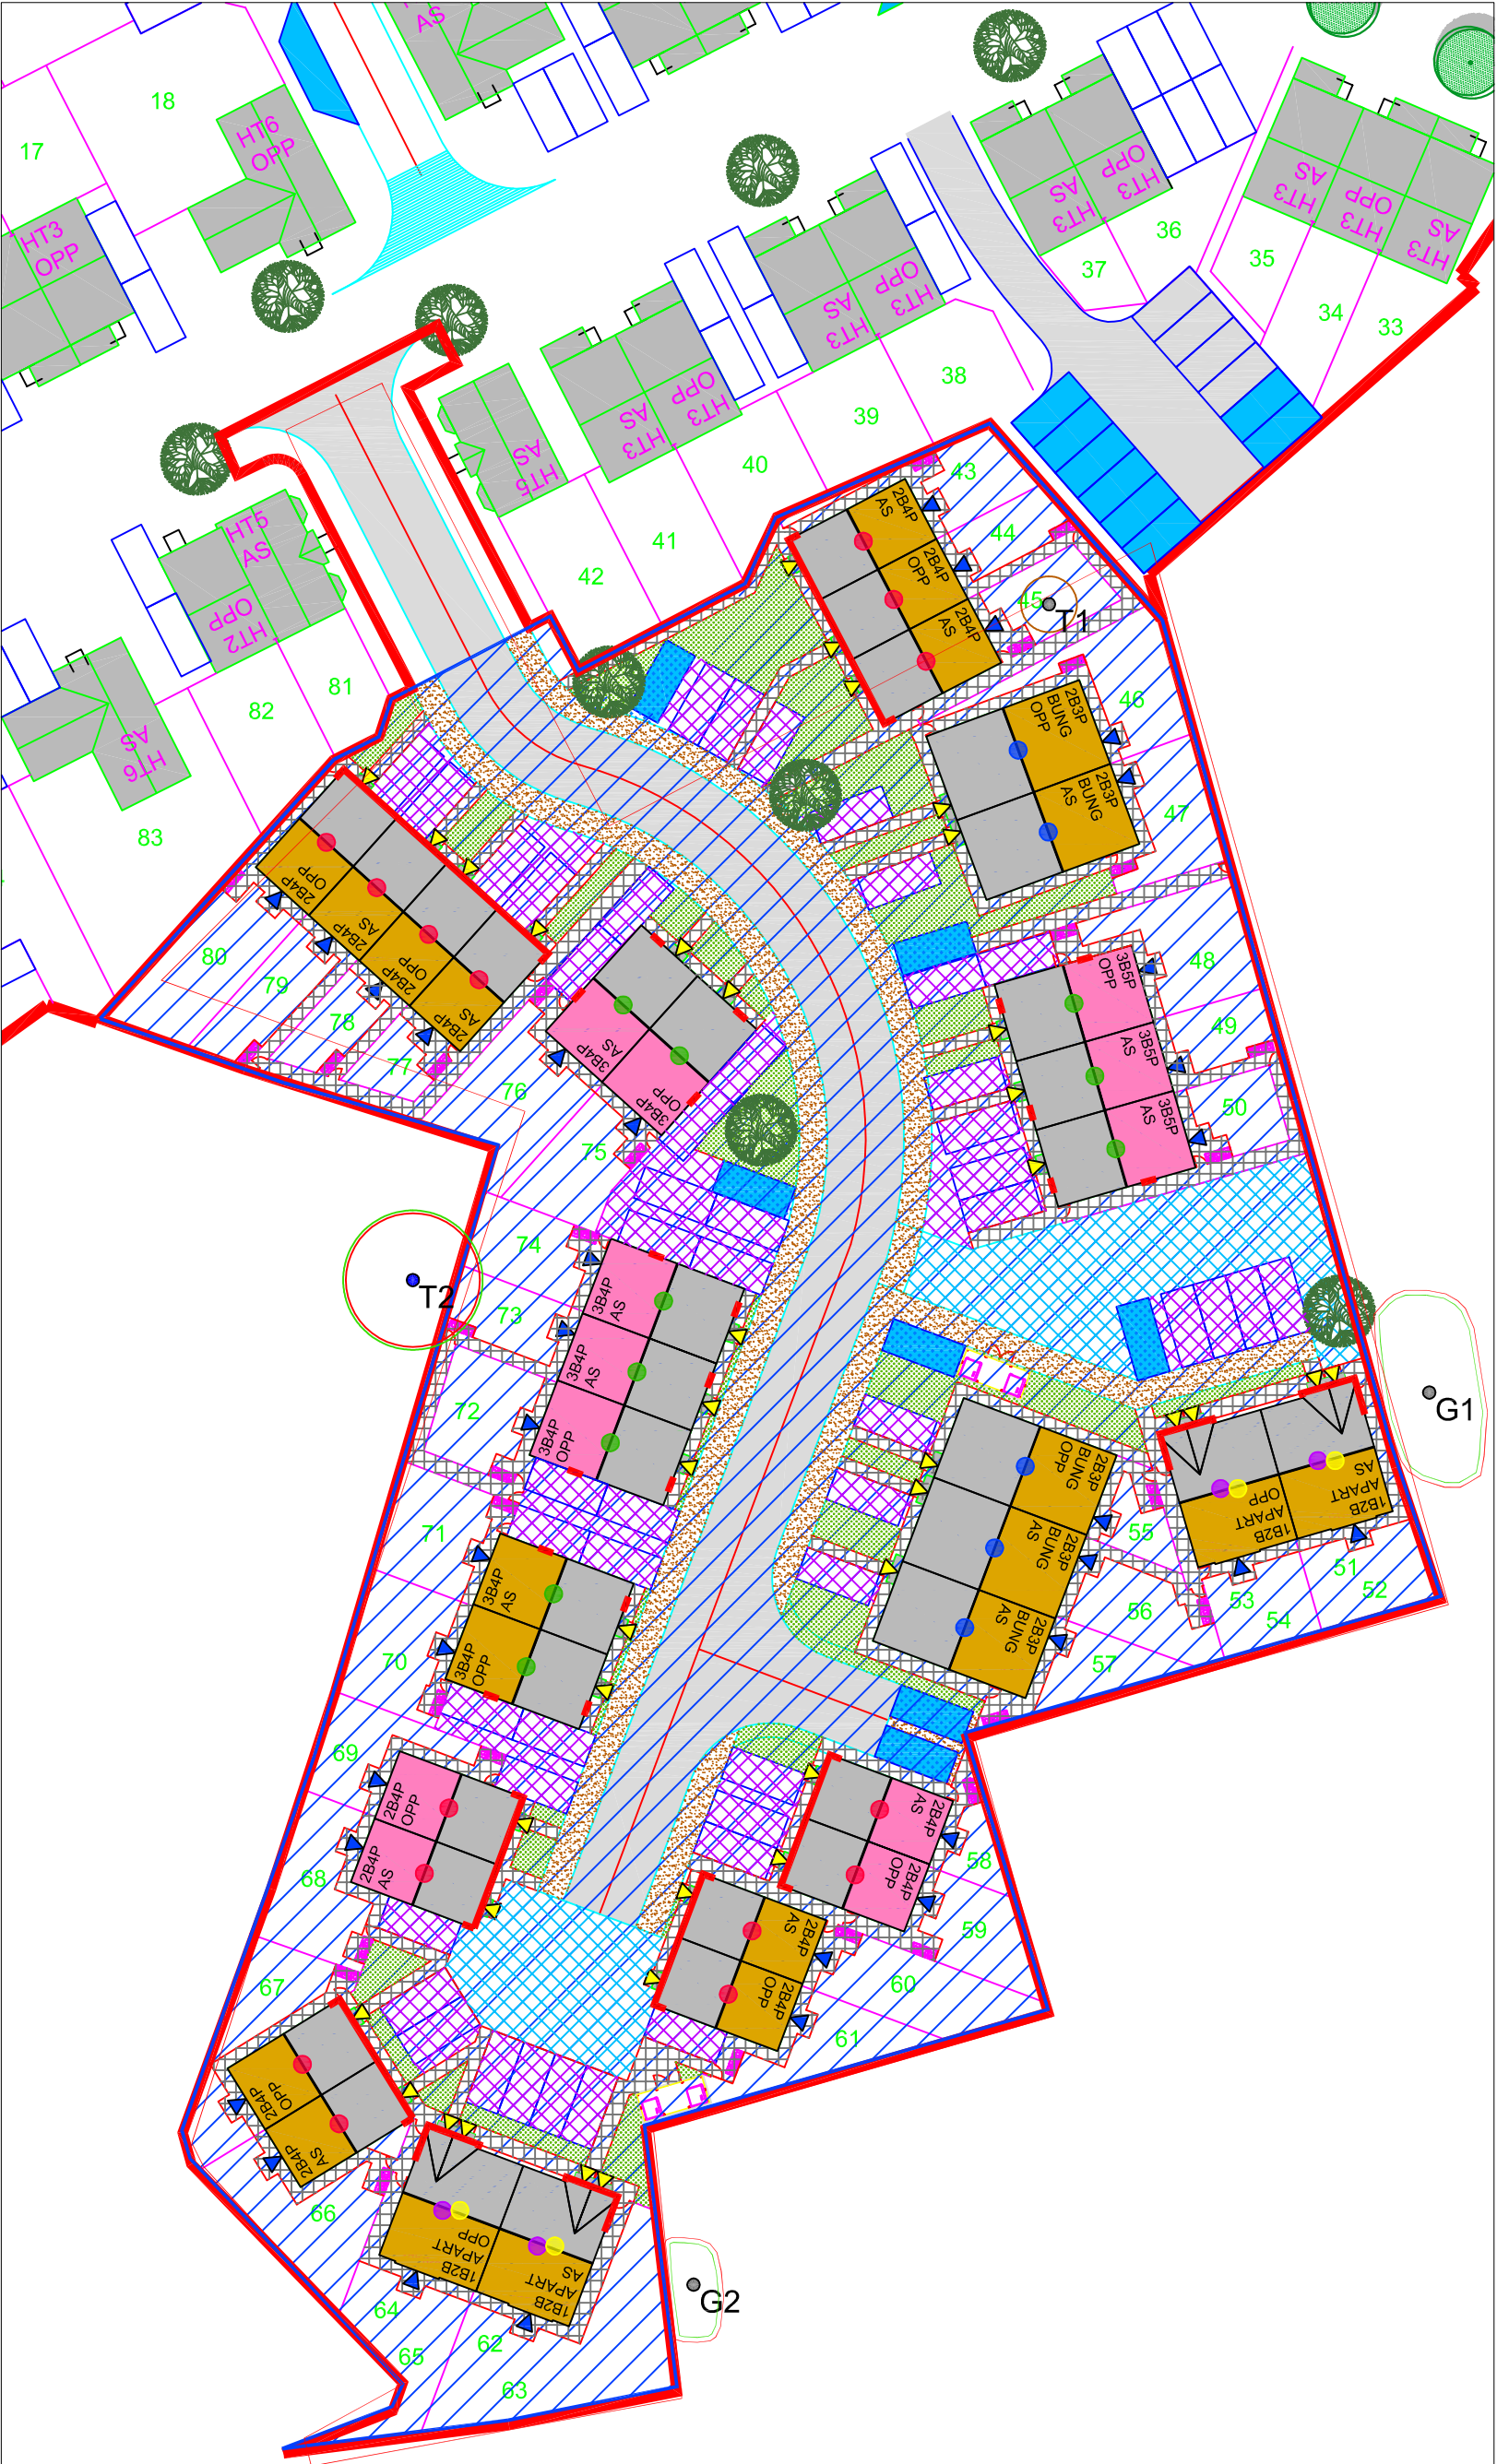 AS
18
17
HT6
OPP
HT3
OPP
HT3
AS
HT3
OPP
36
37
HT3
AS
HT3
OPP
HT3
AS
35
34
33
HT3
AS
HT3
OPP
38
39
HT3
AS
HT3
OPP
40
41
42
HT5
AS
HT5
AS
HT2
OPP
81
82
HT6
AS
83
43
2B4P
AS
44
2B4P
OPP
45
T1
2B4P
AS
46
2B3P
BUNG
OPP
47
2B3P
BUNG
AS
2B4P
OPP
2B4P
AS
2B4P
OPP
2B4P
AS
80
79
78
77
76
75
3B4P
AS
3B4P
OPP
48
3B5P
OPP
49
3B5P
AS
50
3B5P
AS
74
3B4P
AS
T2
73
3B4P
AS
72
3B4P
OPP
G1
2B3P
BUNG
OPP
2B3P
BUNG
AS
2B3P
BUNG
AS
1B2B
APART
OPP
1B2B
APART
AS
55
51
52
53
54
56
57
71
3B4P
AS
70
3B4P
OPP
69
2B4P
OPP
68
2B4P
AS
2B4P
AS
58
2B4P
OPP
59
2B4P
AS
60
2B4P
OPP
61
67
2B4P
OPP
2B4P
AS
66
1B2B
APART
OPP
1B2B
APART
AS
G2
64
62
65
63